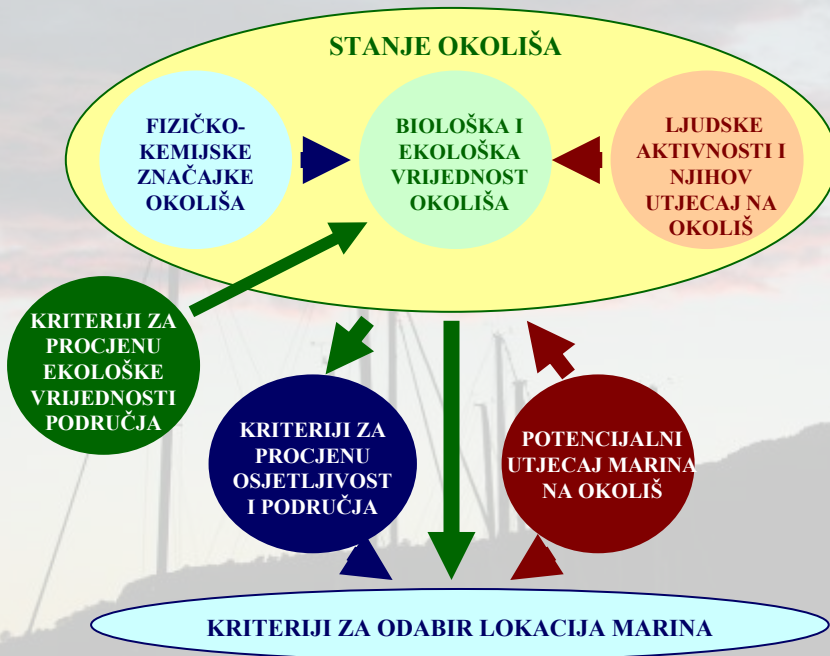 STANJE OKOLIŠA
FIZIČKO-
KEMIJSKE
ZNAČAJKE
OKOLIŠA
BIOLOŠKA I
EKOLOŠKA
VRIJEDNOST
OKOLIŠA
LJUDSKE
AKTIVNOSTI I
NJIHOV
UTJECAJ NA
OKOLIŠ
KRITERIJI ZA
PROCJENU
EKOLOŠKE
VRIJEDNOSTI
PODRUČJA
KRITERIJI ZA
PROCJENU
OSJETLJIVOST
I PODRUČJA
POTENCIJALNI
UTJECAJ MARINA
NA OKOLIŠ
KRITERIJI ZA ODABIR LOKACIJA MARINA